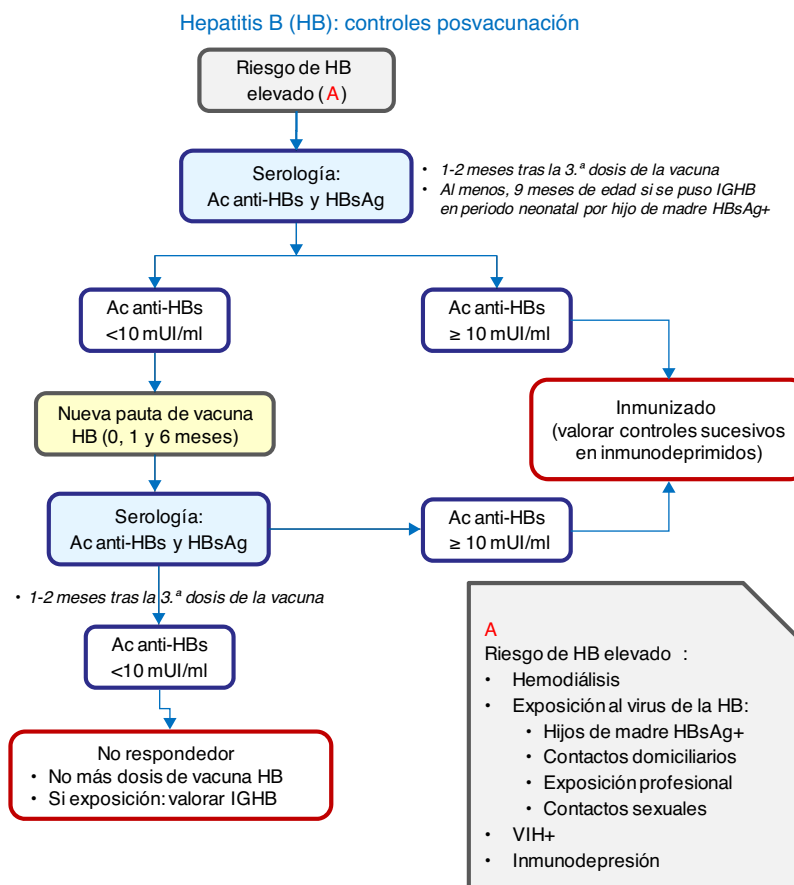 Hepatitis B (HB): controles posvacunación
Riesgo de HB
elevado (A)
Serología:
Ac anti-HBs y HBsAg
• 1-2 meses tras la 3.ª dosis de la vacuna
• Al menos, 9 meses de edad si se puso IGHB
en periodo neonatal por hijo de madre HBsAg+
Ac anti-HBs
<10 mUI/ml
Ac anti-HBs
≥ 10 mUI/ml
Nueva pauta de vacuna
HB (0, 1 y 6 meses)
Inmunizado
(valorar controles sucesivos
en inmunodeprimidos)
Serología:
Ac anti-HBs y HBsAg
Ac anti-HBs
≥ 10 mUI/ml
• 1-2 meses tras la 3.ª dosis de la vacuna
Ac anti-HBs
<10 mUI/ml
No respondedor
• No más dosis de vacuna HB
• Si exposición: valorar IGHB
A
Riesgo de HB elevado :
• Hemodiálisis
• Exposición al virus de la HB:
• Hijos de madre HBsAg+
• Contactos domiciliarios
• Exposición profesional
• Contactos sexuales
• VIH+
• Inmunodepresión